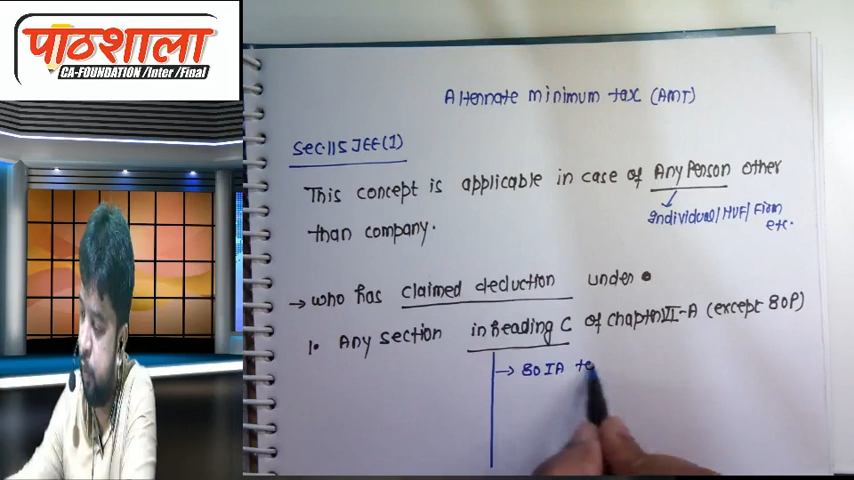 पाठशाला
CA-FOUNDATION /Inter /Final
Alternate minimum tax (AMT)
Sec.115 JEE(1)
This concept is applicable in case of Any Person other
Individual/HUF/Firm
etc.
than company.
→ who has claimed deduction under
1. Any section in heading C of chapter VI-A (except 80P)
→ 80IA to